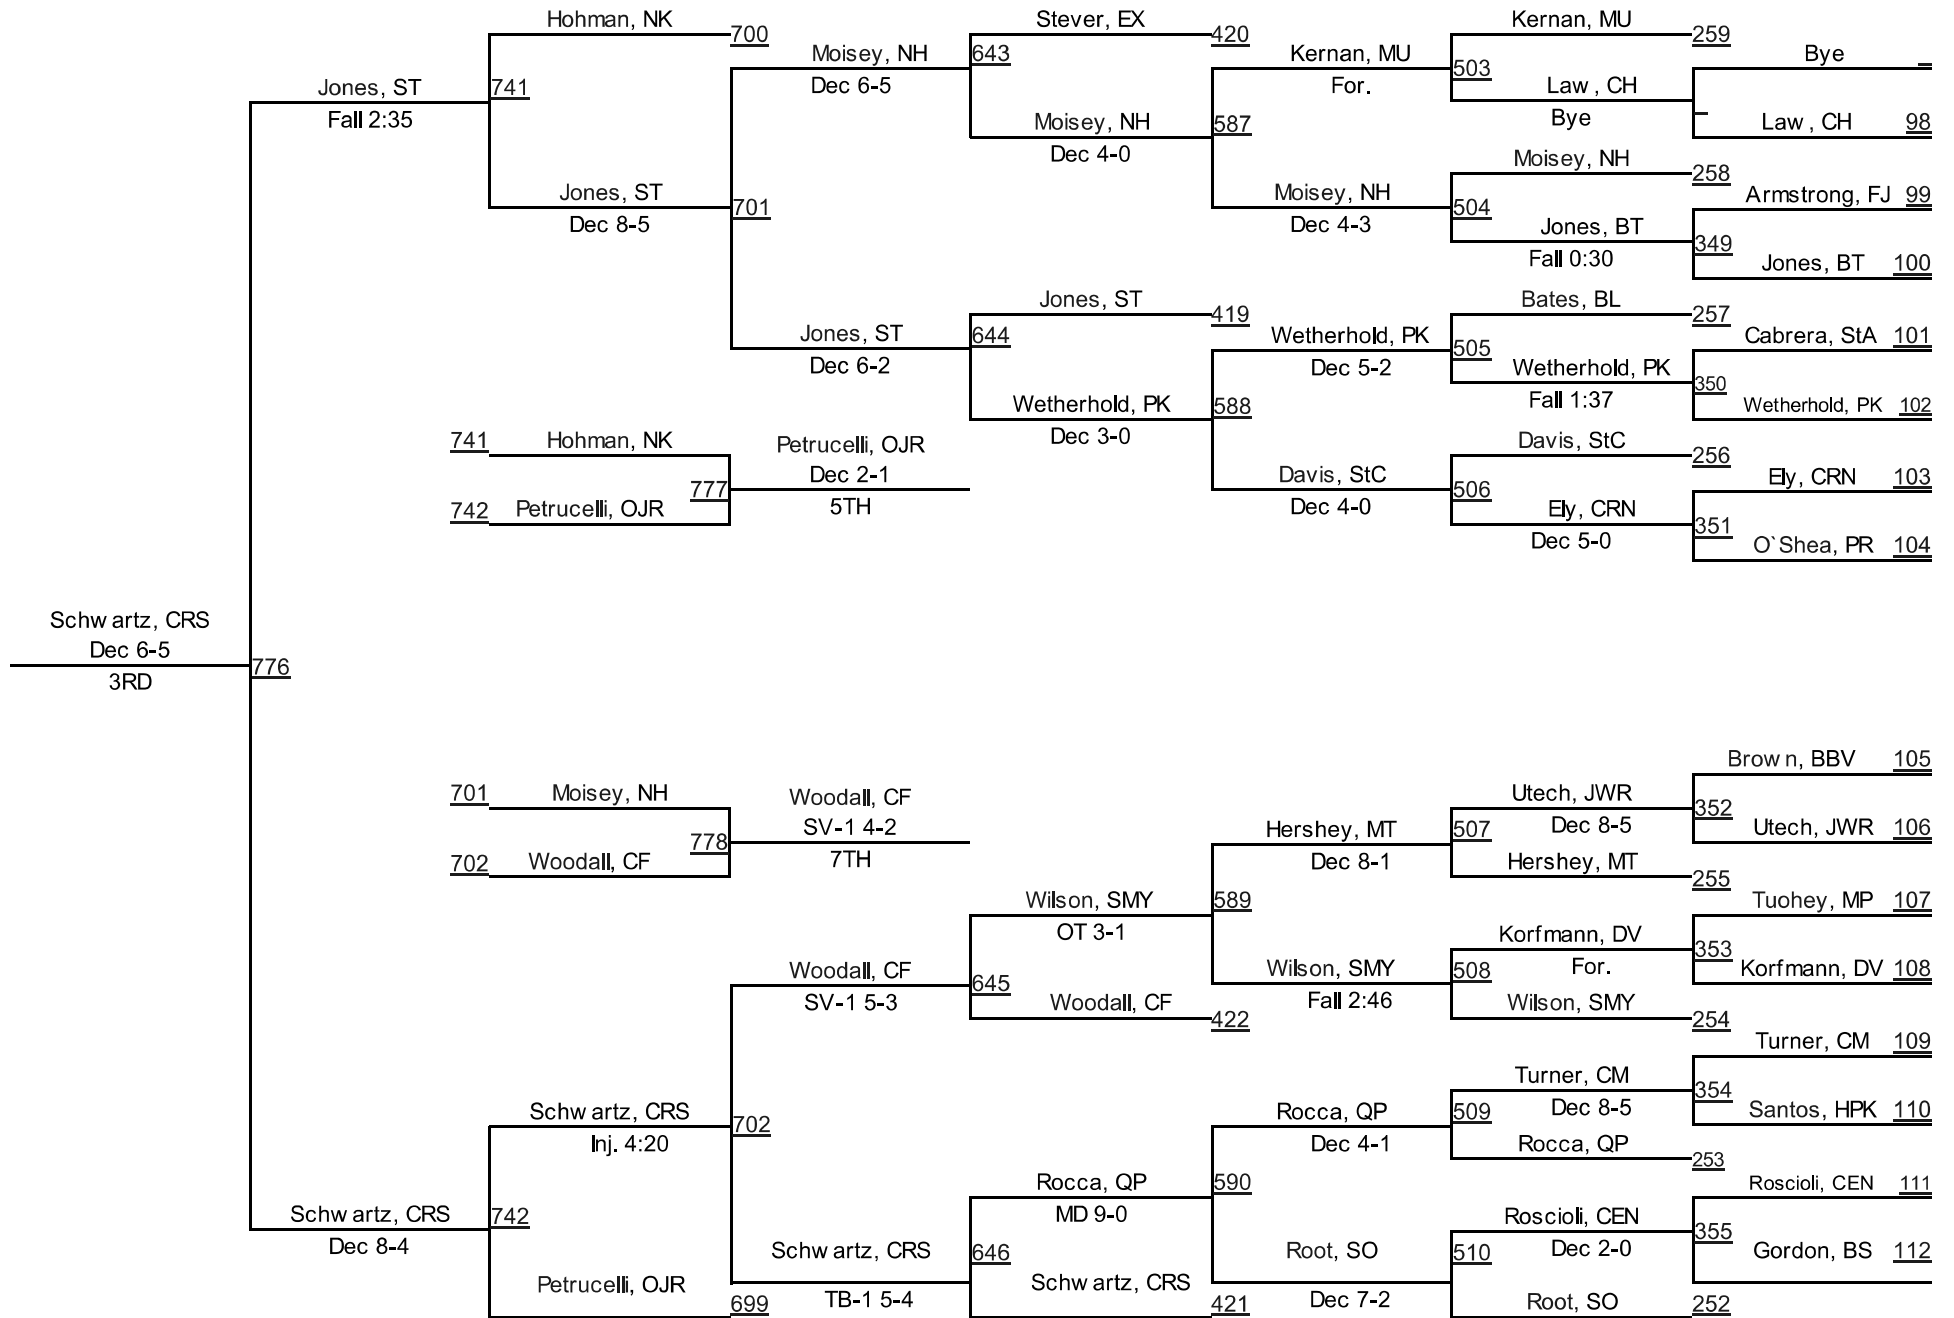 Hohman, NK
700
Stever, EX
420
Kernan, MU
259
Moisey, NH
643
Dec 6-5
Kernan, MU
503
For.
Bye
Jones, ST
741
Fall 2:35
Law , CH
Bye
Moisey, NH
587
Dec 4-0
Law , CH 98
Moisey, NH
258
Jones, ST
701
Dec 8-5
Moisey, NH
504
Dec 4-3
Armstrong, FJ 99
Jones, BT
349
Fall 0:30
Jones, BT 100
Jones, ST
419
Bates, BL
257
Jones, ST
644
Dec 6-2
Wetherhold, PK
505
Dec 5-2
Cabrera, StA 101
Wetherhold, PK
350
Fall 1:37
Wetherhold, PK
588
Dec 3-0
Wetherhold, PK 102
741 Hohman, NK
Petrucelli, OJR
Dec 2-1
5TH
777
742 Petrucelli, OJR
Davis, StC
256
Davis, StC
506
Dec 4-0
Ely, CRN 103
Ely, CRN
351
Dec 5-0
O`Shea, PR 104
Schw artz, CRS
Dec 6-5
3RD
776
Brow n, BBV 105
701 Moisey, NH
Woodall, CF
SV-1 4-2
7TH
778
702 Woodall, CF
Utech, JWR
352
Dec 8-5
Utech, JWR 106
Hershey, MT
507
Dec 8-1
Hershey, MT
255
Wilson, SMY
589
OT 3-1
Tuohey, MP 107
Korfmann, DV
353
For.
Korfmann, DV 108
Woodall, CF
645
SV-1 5-3
Wilson, SMY
508
Fall 2:46
Woodall, CF
422
Wilson, SMY
254
Turner, CM 109
Turner, CM
354
Dec 8-5
Santos, HPK 110
Schw artz, CRS
702
Inj. 4:20
Rocca, QP
509
Dec 4-1
Rocca, QP
253
Rocca, QP
590
MD 9-0
Roscioli, CEN 111
Schw artz, CRS
742
Dec 8-4
Roscioli, CEN
355
Dec 2-0
Gordon, BS 112
Schw artz, CRS
646
TB-1 5-4
Root, SO
510
Dec 7-2
Petrucelli, OJR
699
Schw artz, CRS
421
Root, SO
252